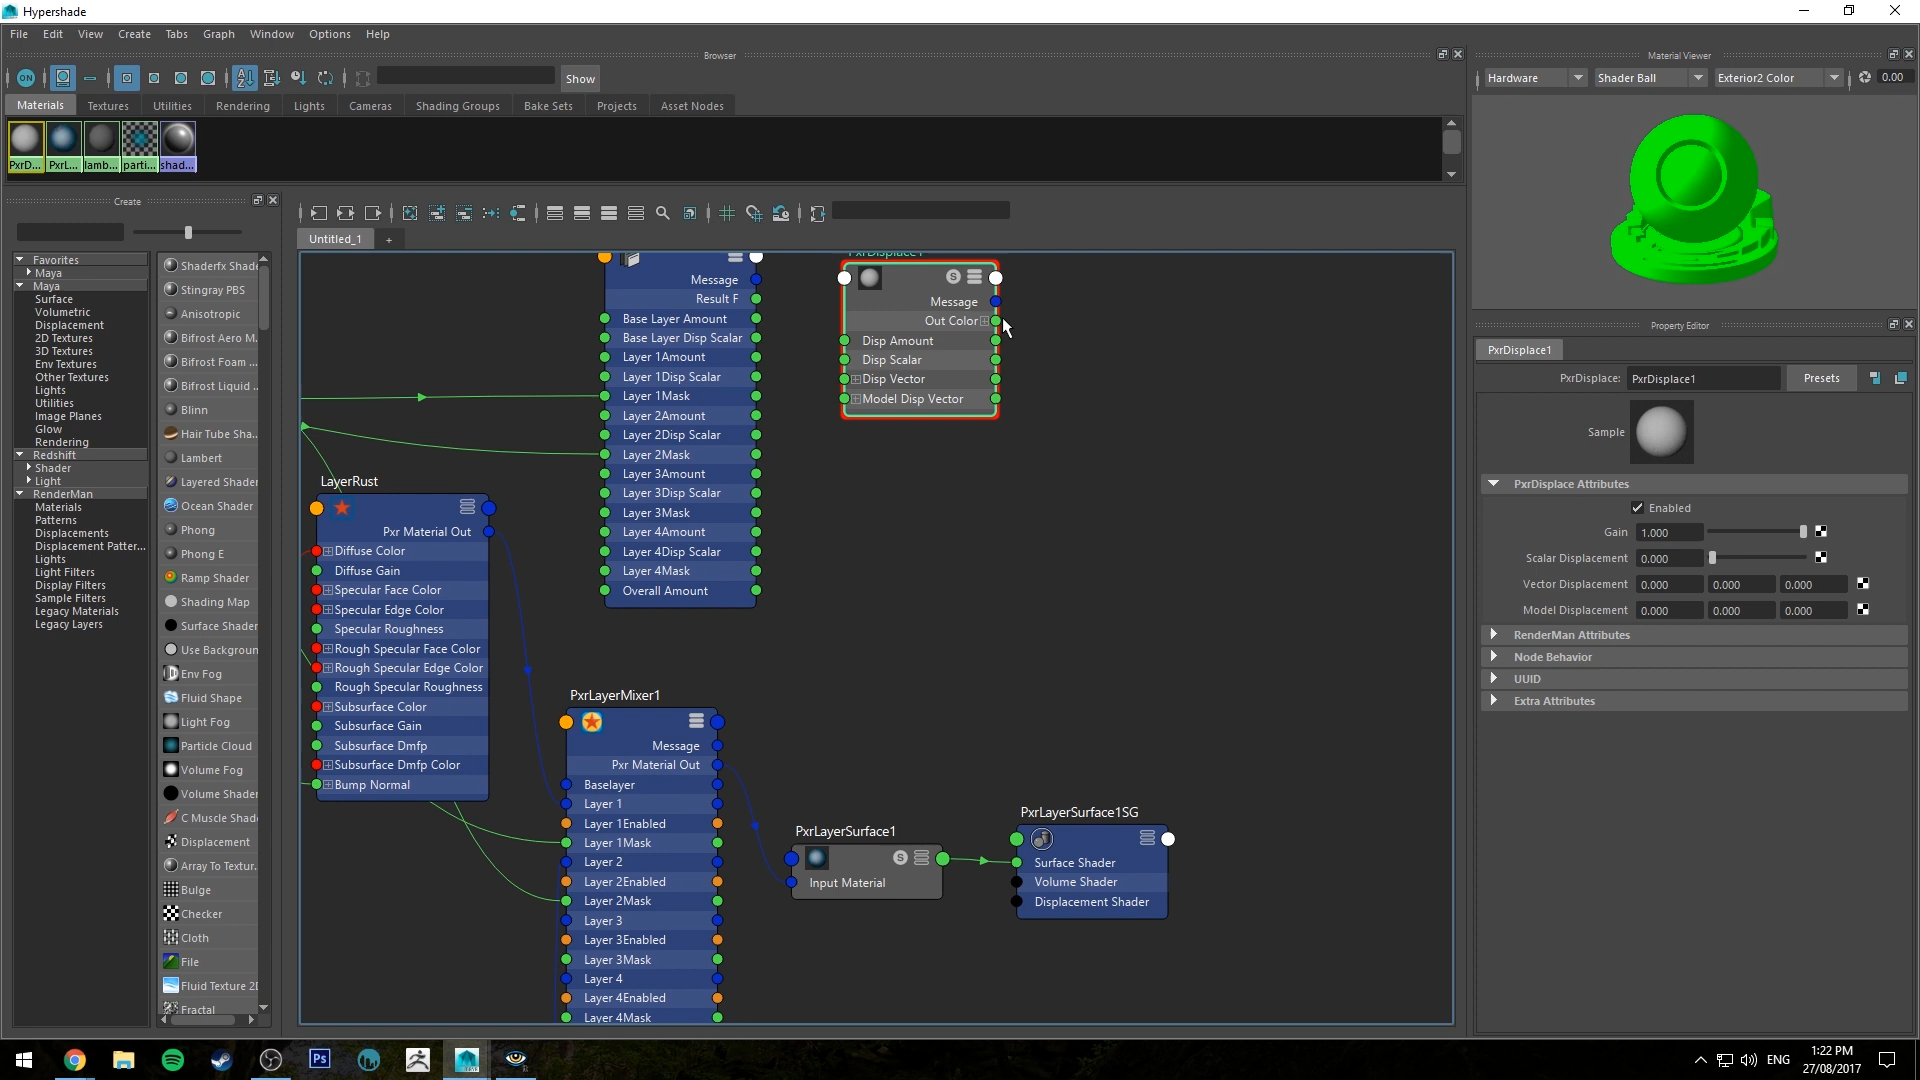 Hypershade
File Edit View Create Tabs Graph Window Options Help
Browser
ON
Show
Materials Textures Utilities Rendering Lights Cameras Shading Groups Bake Sets Projects Asset Nodes
PxrD... PxrL... lamb... parti... shad...
Create
Favorites
Maya
Maya
Surface
Volumetric
Displacement
2D Textures
3D Textures
Env Textures
Other Textures
Lights
Utilities
Image Planes
Glow
Rendering
Redshift
Shader
Light
RenderMan
Materials
Patterns
Displacements
Displacement Patter...
Lights
Light Filters
Display Filters
Sample Filters
Legacy Materials
Legacy Layers
Shaderfx Shade
Stingray PBS
Anisotropic
Bifrost Aero M.
Bifrost Foam ...
Bifrost Liquid ..
Blinn
Hair Tube Sha..
Lambert
Layered Shader
Ocean Shader
Phong
Phong E
Ramp Shader
Shading Map
Surface Shader
Use Backgroun
Env Fog
Fluid Shape
Light Fog
Particle Cloud
Volume Fog
Volume Shader
C Muscle Shad
Displacement
Array To Textur.
Bulge
Checker
Cloth
File
Fluid Texture 2D
Fractal
Untitled_1 +
Message
Result F
Base Layer Amount
Base Layer Disp Scalar
Layer 1Amount
Layer 1Disp Scalar
Layer 1Mask
Layer 2Amount
Layer 2Disp Scalar
Layer 2Mask
Layer 3Amount
Layer 3Disp Scalar
Layer 3Mask
Layer 4Amount
Layer 4Disp Scalar
Layer 4Mask
Overall Amount
PxrDisplace1
S
Message
Out Color
Disp Amount
Disp Scalar
Disp Vector
Model Disp Vector
LayerRust
Pxr Material Out
Diffuse Color
Diffuse Gain
Specular Face Color
Specular Edge Color
Specular Roughness
Rough Specular Face Color
Rough Specular Edge Color
Rough Specular Roughness
Subsurface Color
Subsurface Gain
Subsurface Dmfp
Subsurface Dmfp Color
Bump Normal
PxrLayerMixer1
Message
Pxr Material Out
Baselayer
Layer 1
Layer 1Enabled
Layer 1Mask
Layer 2
Layer 2Enabled
Layer 2Mask
Layer 3
Layer 3Enabled
Layer 3Mask
Layer 4
Layer 4Enabled
Layer 4Mask
PxrLayerSurface1
S
Input Material
PxrLayerSurface1SG
Surface Shader
Volume Shader
Displacement Shader
Material Viewer
Hardware Shader Ball Exterior2 Color 0.00
Property Editor
PxrDisplace1
PxrDisplace: PxrDisplace1 Presets
Sample
PxrDisplace Attributes
Enabled
Gain 1.000
Scalar Displacement 0.000
Vector Displacement 0.000 0.000 0.000
Model Displacement 0.000 0.000 0.000
RenderMan Attributes
Node Behavior
UUID
Extra Attributes
Ps
ENG
1:22 PM
27/08/2017